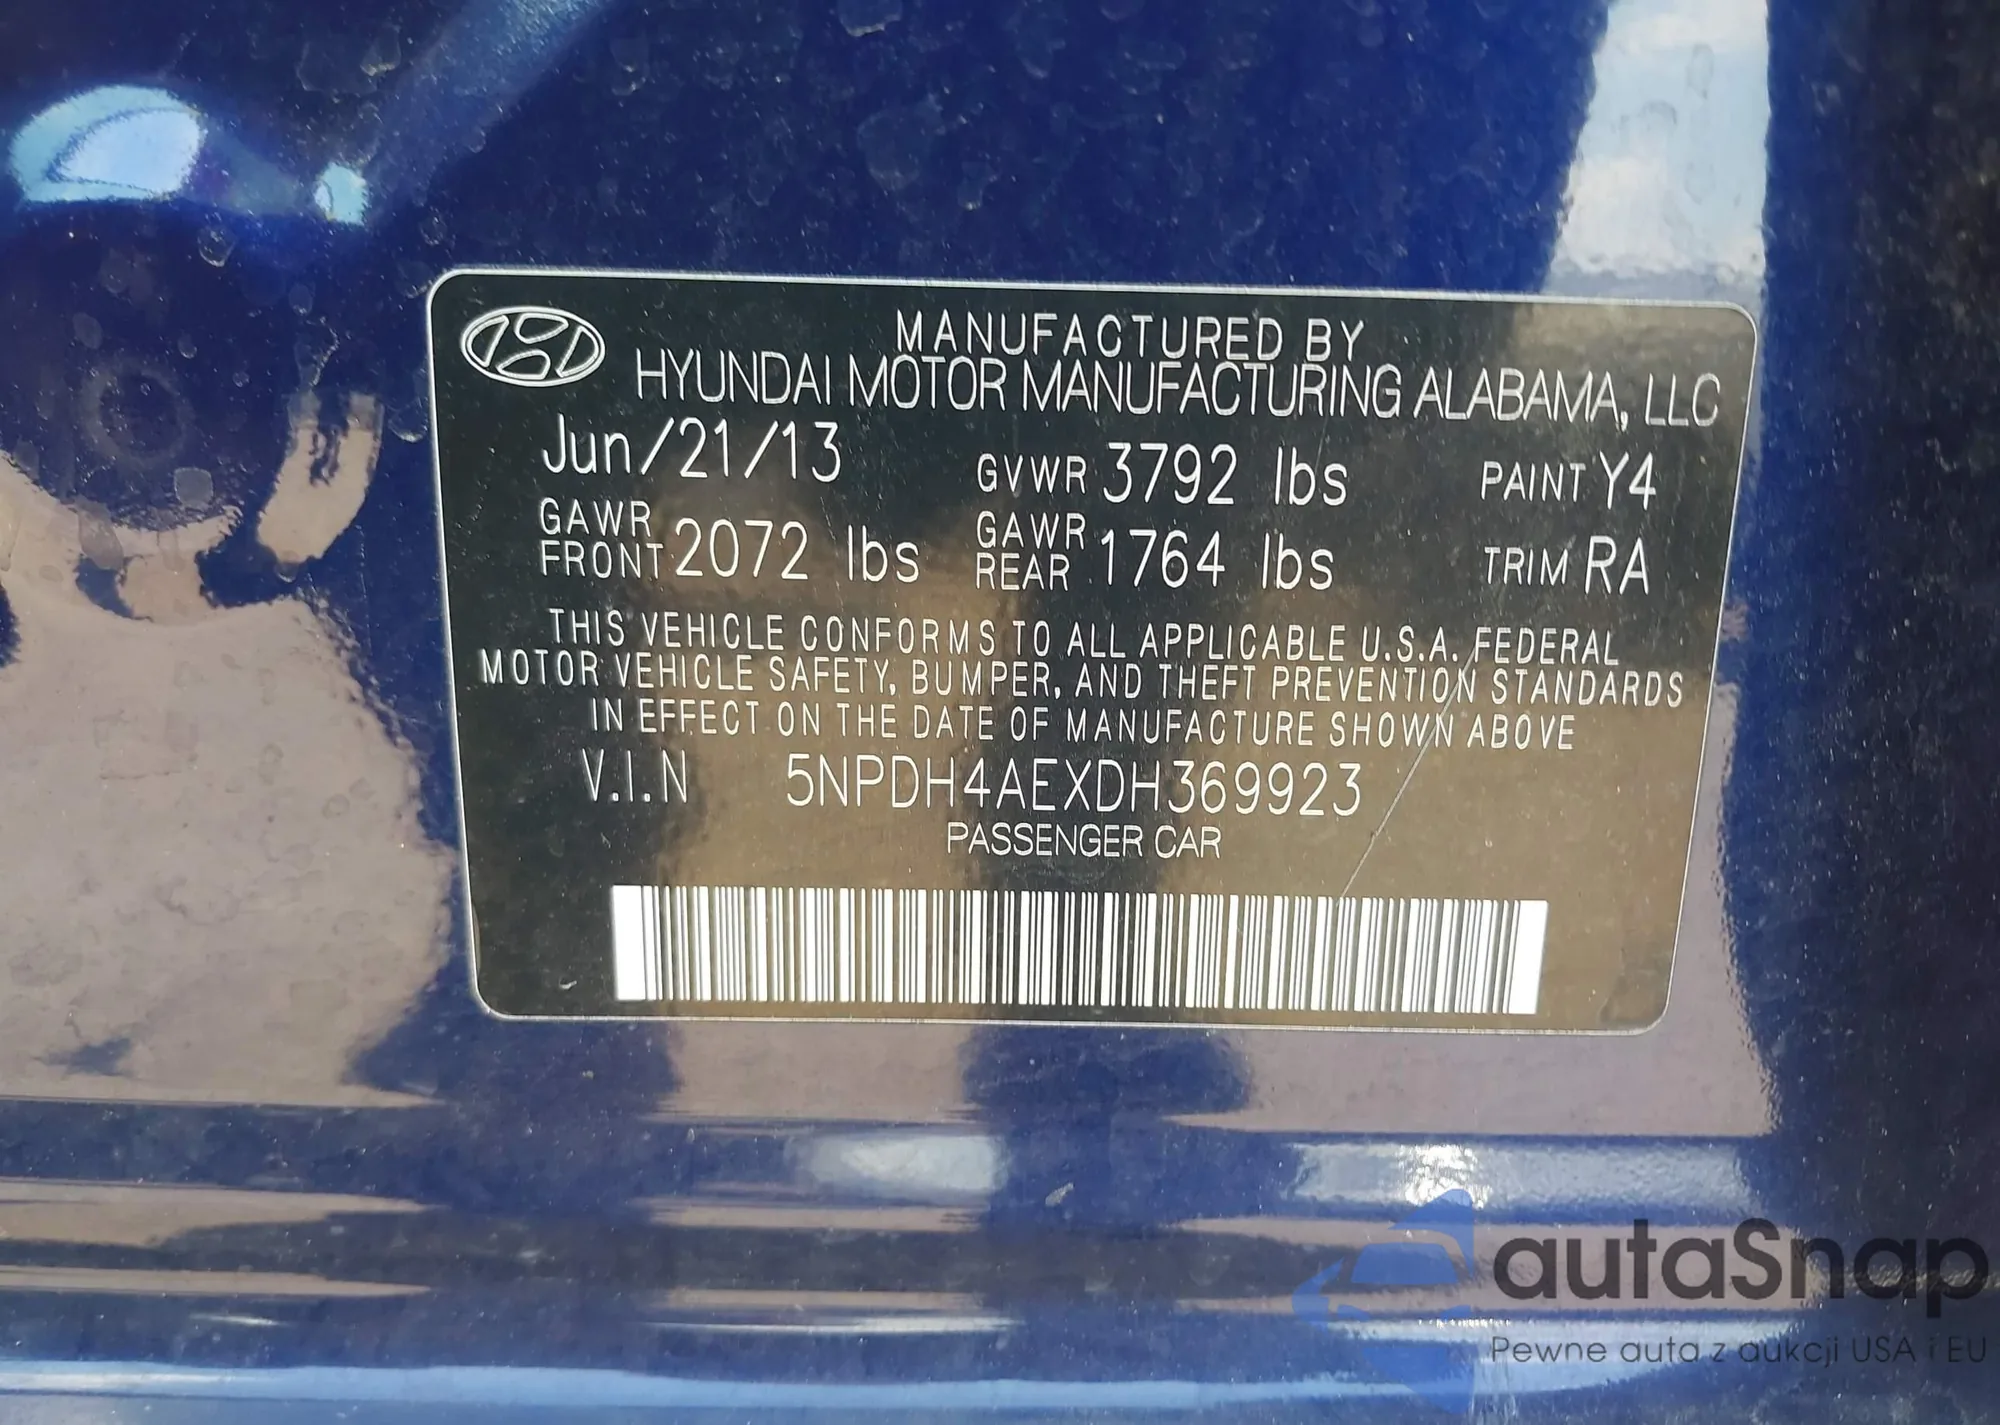 MANUFACTURED BY
HYUNDAI MOTOR MANUFACTURING ALABAMA, LLC
Jun/21/13 GVWR 3792 lbs PAINT Y4
GAWR FRONT 2072 lbs GAWR REAR 1764 lbs TRIM RA
THIS VEHICLE CONFORMS TO ALL APPLICABLE U.S.A. FEDERAL
MOTOR VEHICLE SAFETY, BUMPER, AND THEFT PREVENTION STANDARDS
IN EFFECT ON THE DATE OF MANUFACTURE SHOWN ABOVE
V.I.N 5NPDH4AEXDH369923
PASSENGER CAR
autaSnap
Pewne auta z aukcji USA i EU